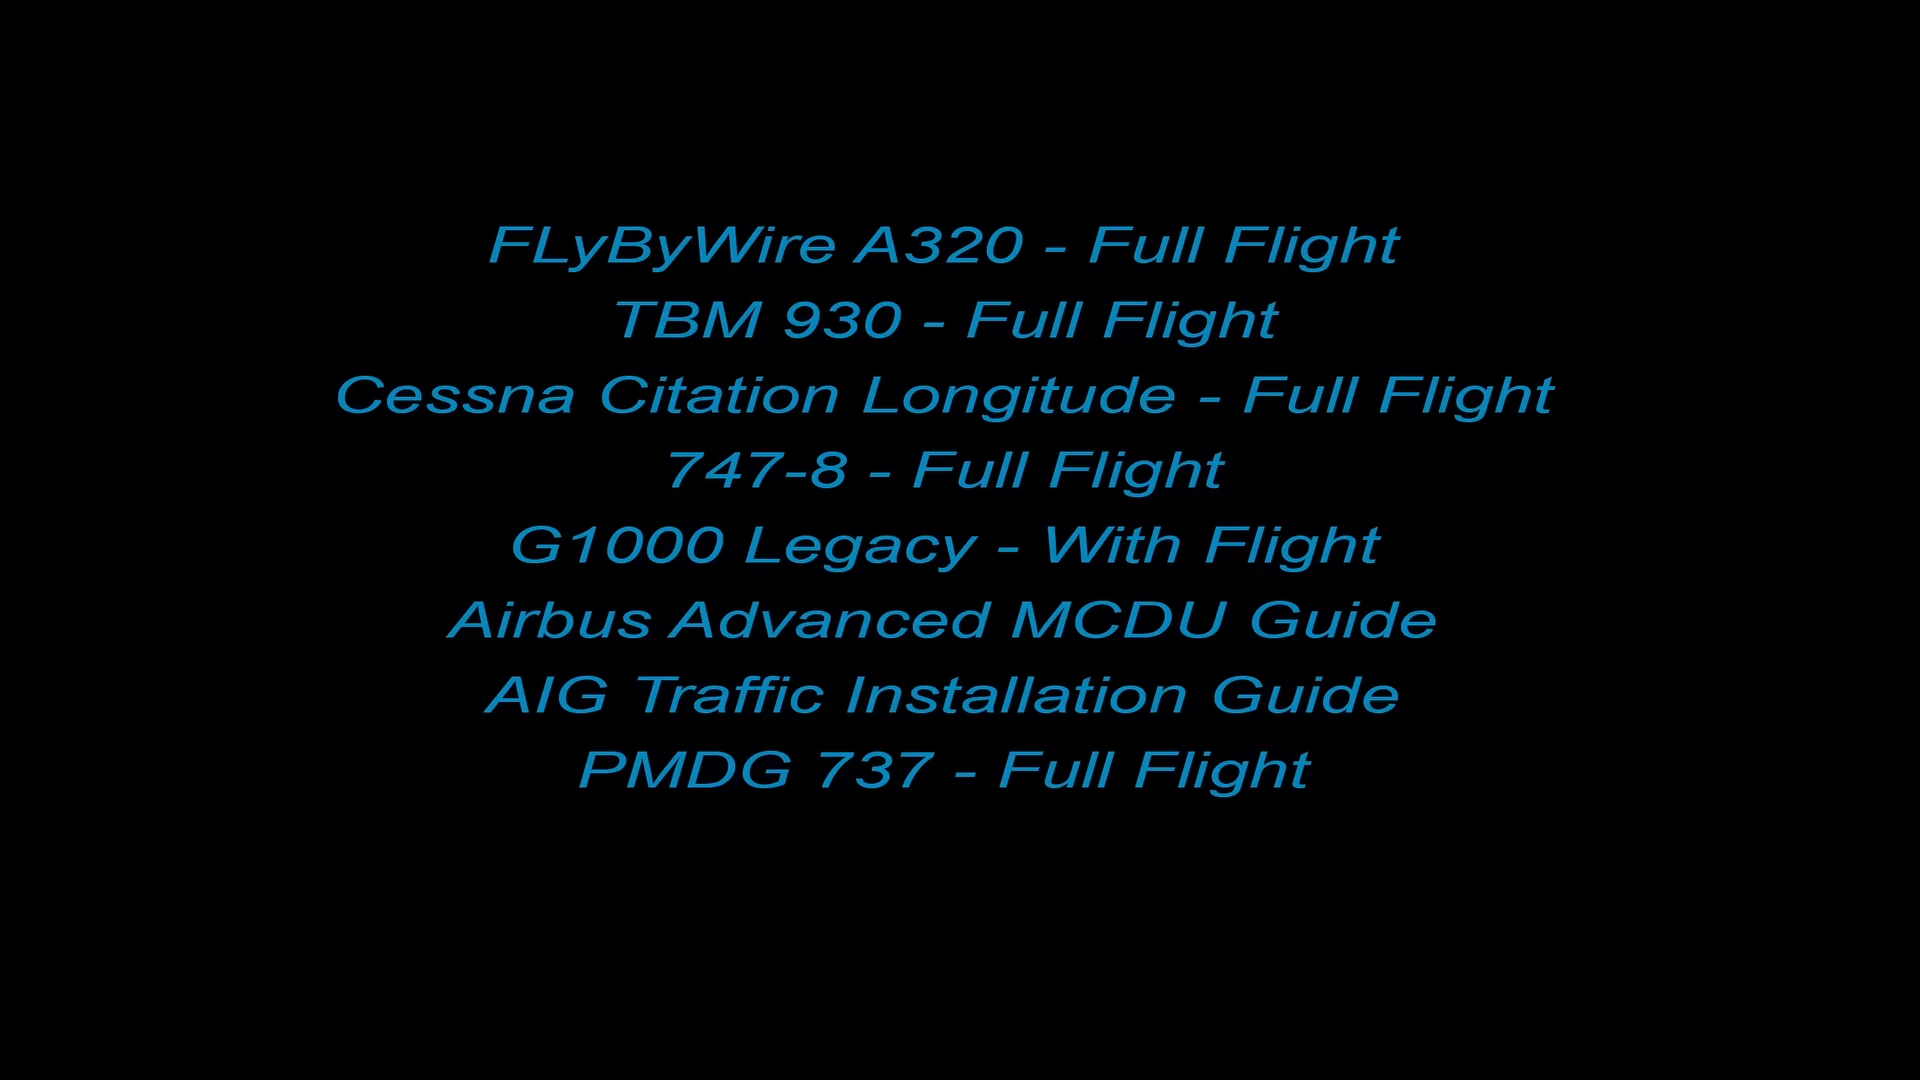 FLyByWire A320 - Full Flight
TBM 930 - Full Flight
Cessna Citation Longitude - Full Flight
747-8 - Full Flight
G1000 Legacy - With Flight
Airbus Advanced MCDU Guide
AIG Traffic Installation Guide
PMDG 737 - Full Flight